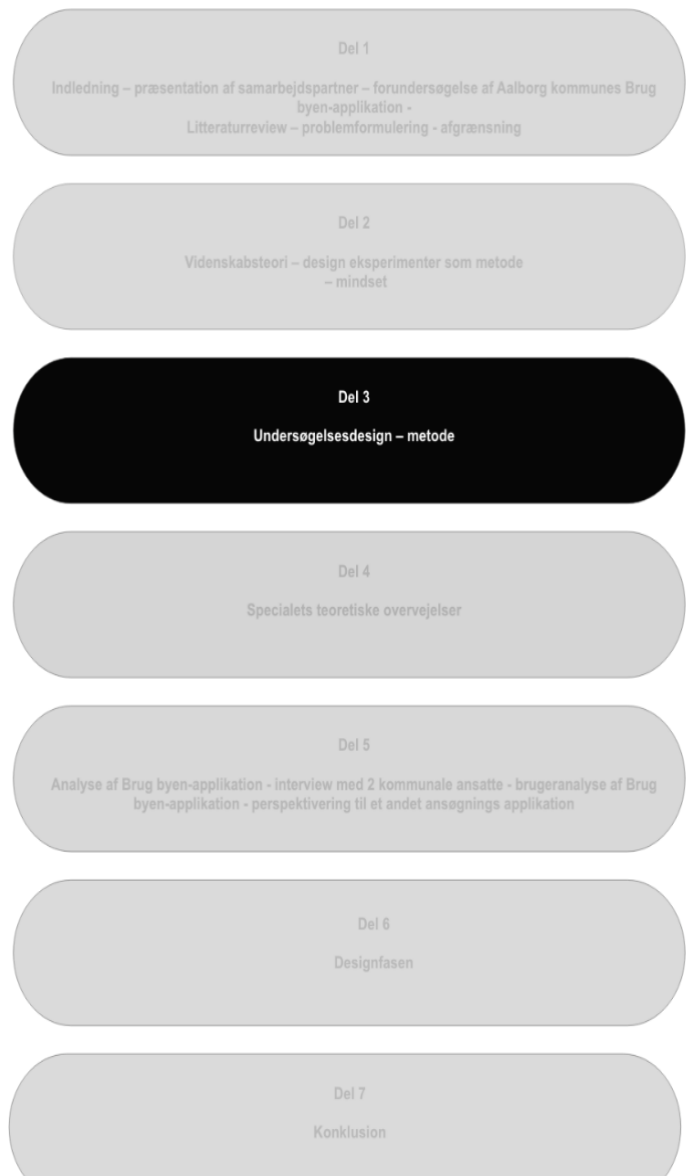 Del 1
Indledning – præsentation af samarbejdspartner – forundersøgelse af Aalborg kommunes Brug
byen-applikation -
Litteraturreview – problemformulering - afgrænsning
Del 2
Videnskabsteori – design eksperimenter som metode
– mindset
Del 3
Undersøgelsesdesign – metode
Del 4
Specialets teoretiske overvejelser
Del 5
Analyse af Brug byen-applikation - interview med 2 kommunale ansatte - brugeranalyse af Brug
byen-applikation - perspektivering til et andet ansøgnings applikation
Del 6
Designfasen
Del 7
Konklusion